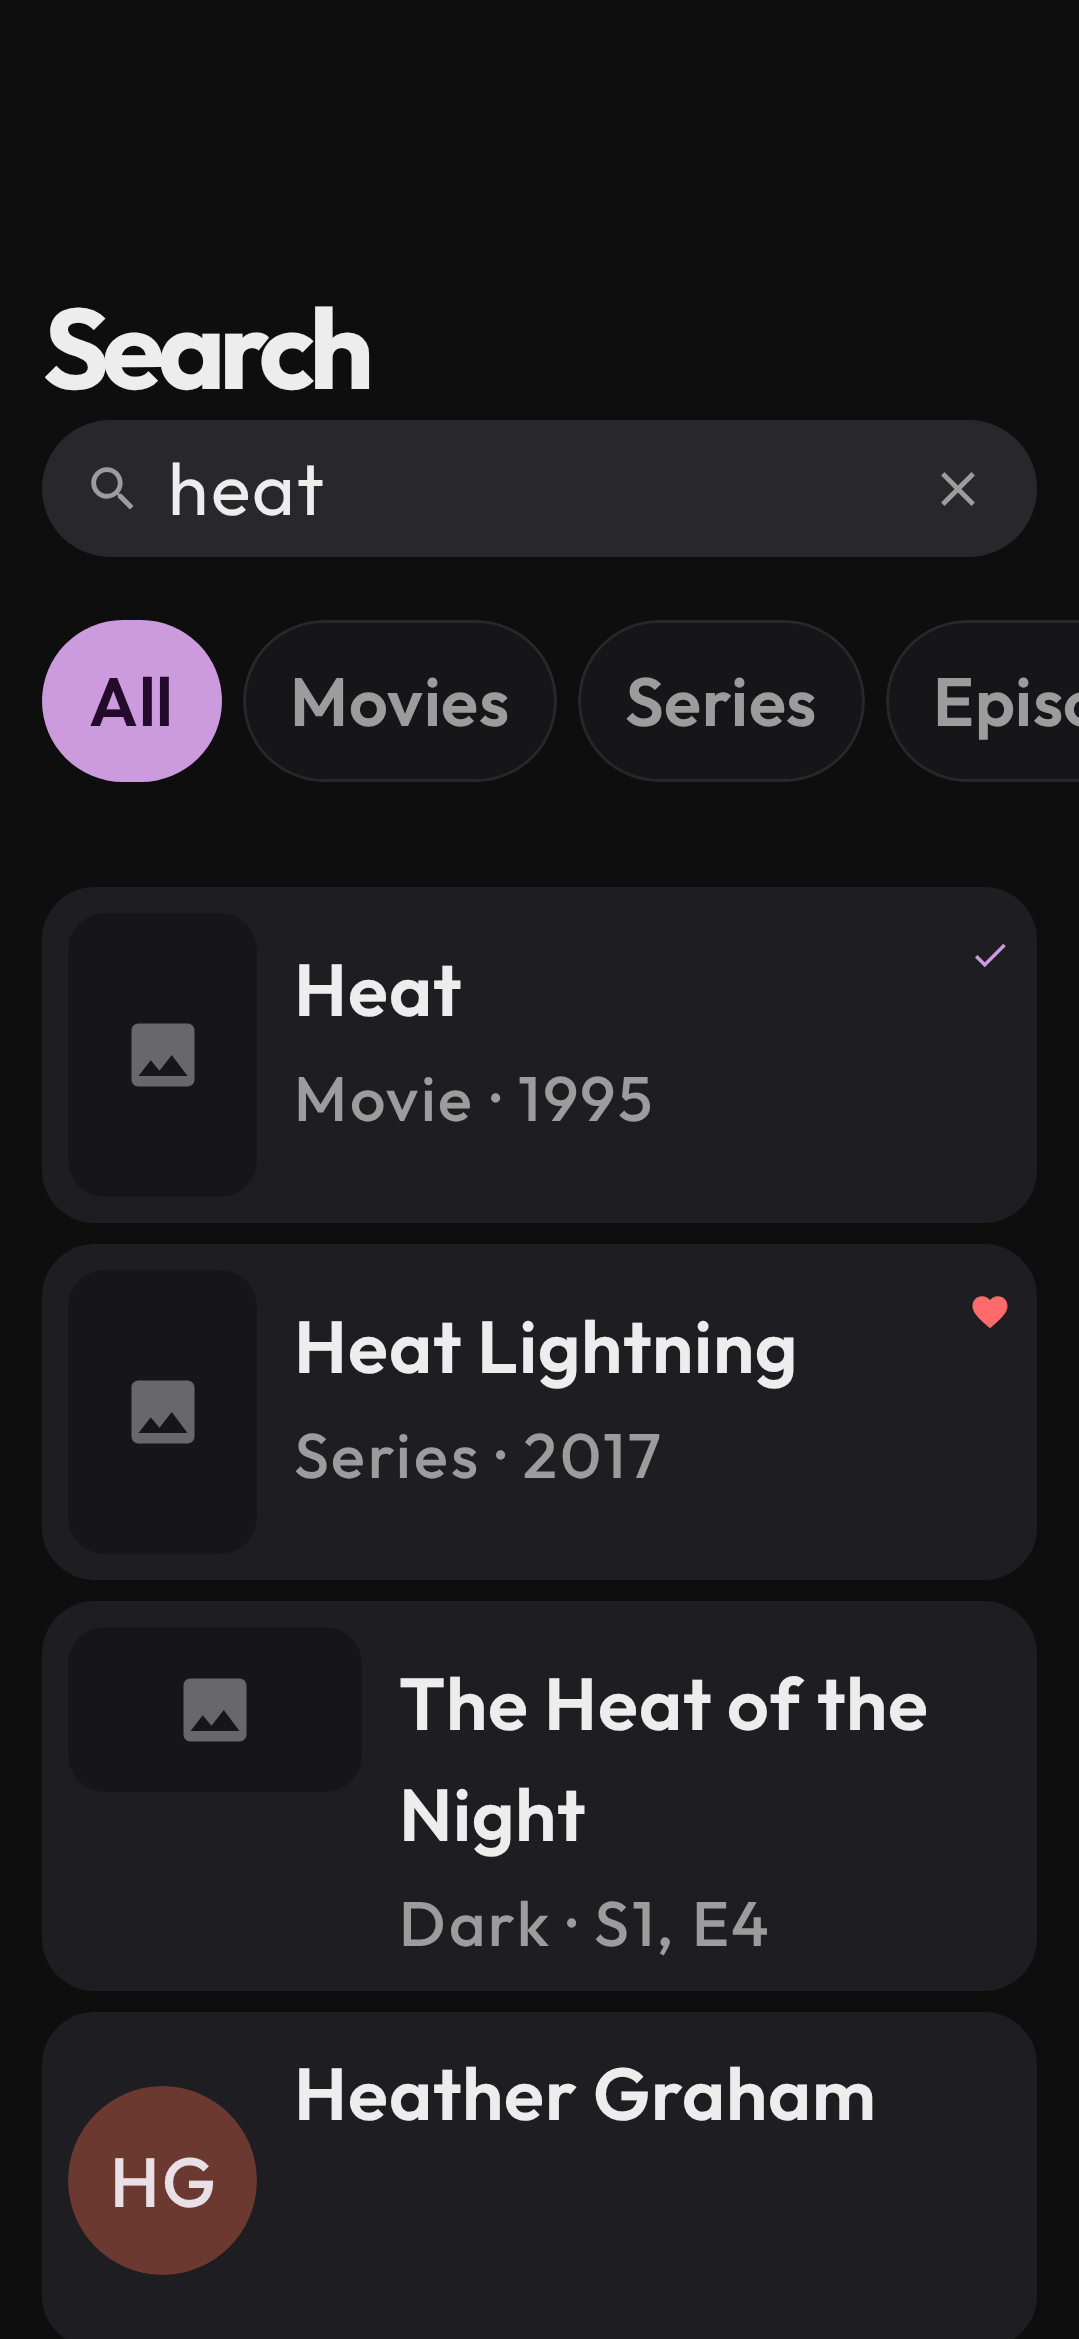 Search
heat
All
Movies
Series
Episo
Heat
Movie · 1995
Heat Lightning
Series · 2017
The Heat of the
Night
Dark · S1, E4
HG
Heather Graham